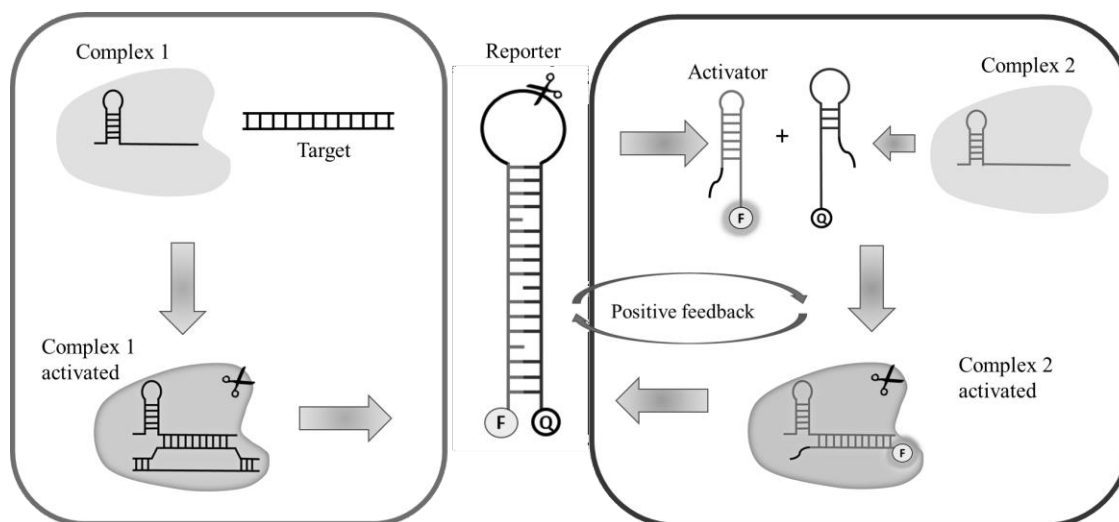 Complex 1
Target
Complex 1
activated
Reporter
F
Q
Activator
+
Complex 2
F
Q
Positive feedback
Complex 2
activated
F